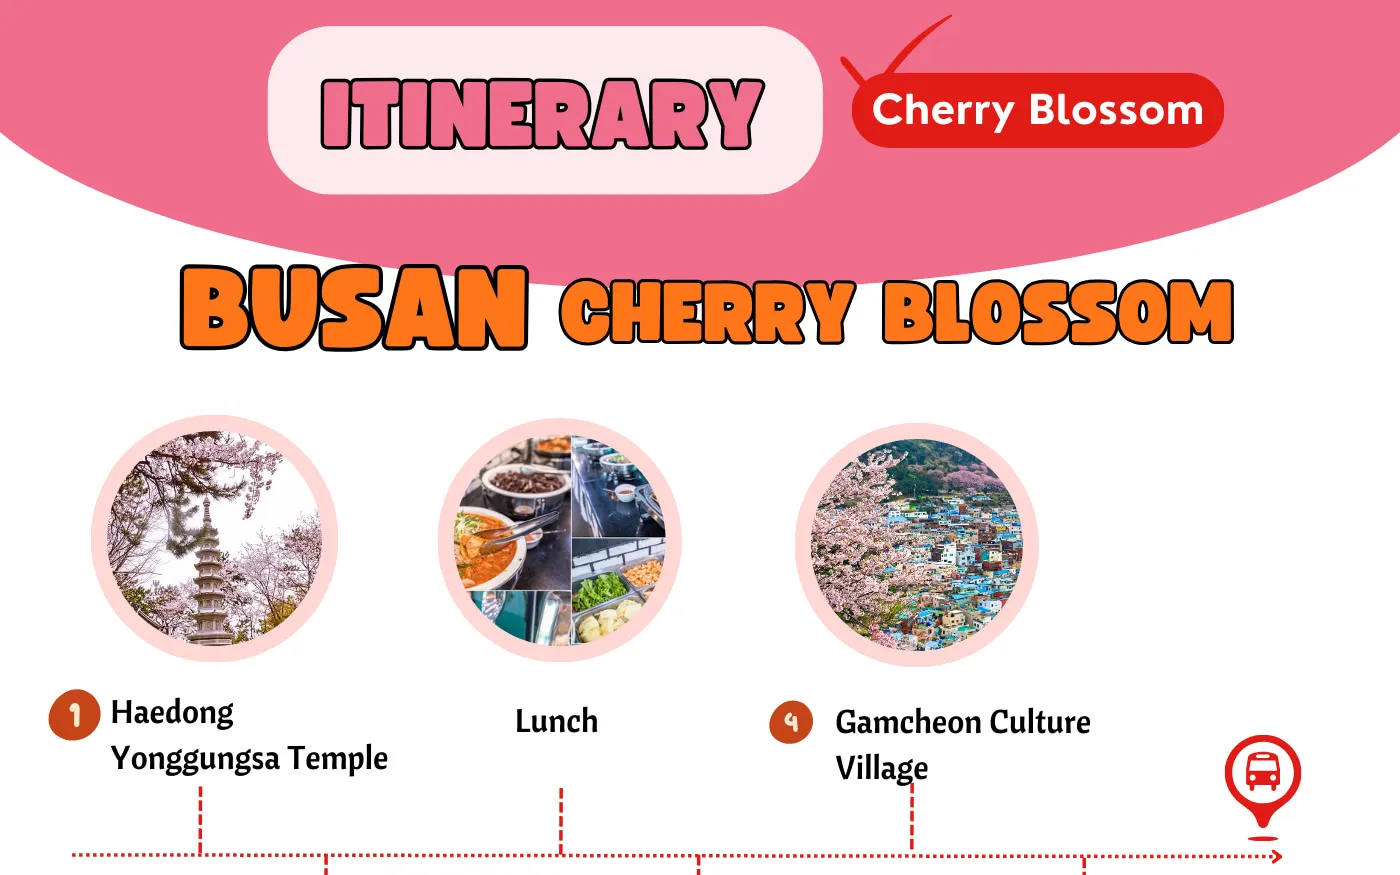 ITINERARY
Cherry Blossom
BUSAN CHERRY BLOSSOM
1 Haedong
Yonggungsa Temple
Lunch
4 Gamcheon Culture
Village